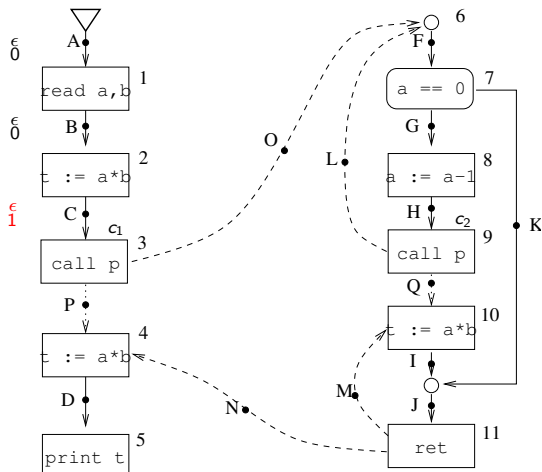 ϵ
0
A
1
read a,b
ϵ
0
B
2
t := a*b
ϵ
1
C
c1
3
call p
P
4
t := a*b
D
5
print t
O
L
N
M
6
F
7
a == 0
G
8
a := a-1
H
c2
9
call p
K
Q
10
t := a*b
I
J
11
ret